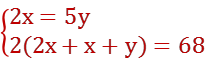 2x = 5y
2(2x + x + y) = 68